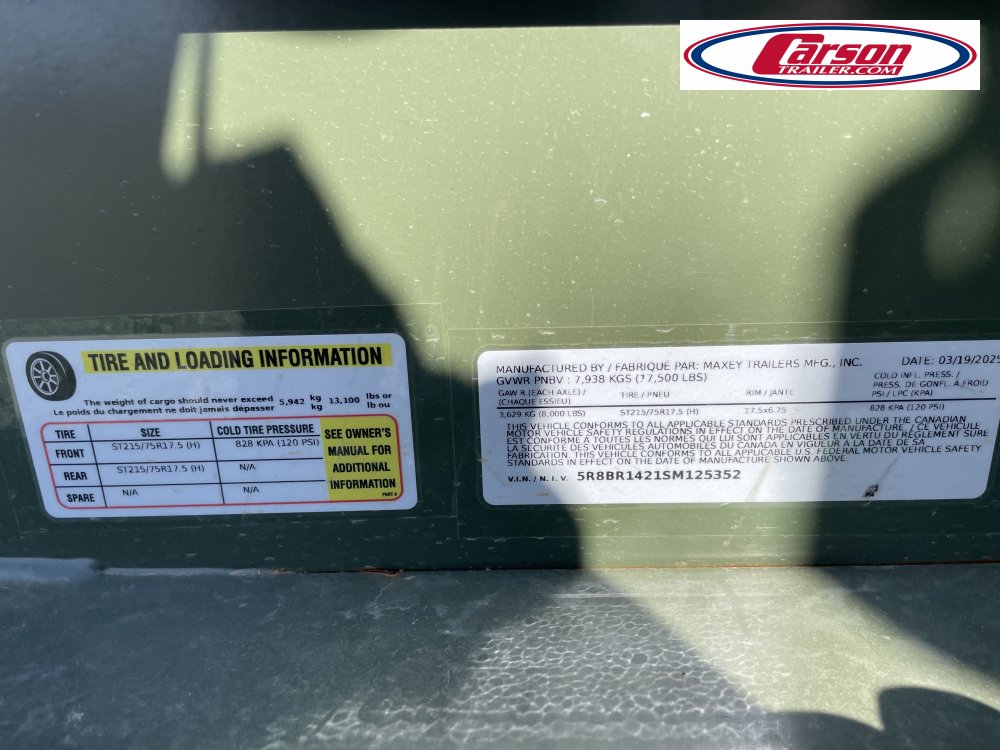 Carson
TRAILER.COM
TIRE AND LOADING INFORMATION
The weight of cargo should never exceed 5,942 kg 13,100 lbs or
Le poids du chargement ne doit jamais dépasser kg lb ou
TIRE SIZE COLD TIRE PRESSURE
FRONT ST215/75R17.5 (H) 828 KPA (120 PSI)
REAR ST215/75R17.5 (H) N/A
SPARE N/A N/A
SEE OWNER'S
MANUAL FOR
ADDITIONAL
INFORMATION
PART #
MANUFACTURED BY / FABRIQUÉ PAR: MAXEY TRAILERS MFG., INC. DATE: 03/19/2025
GVWR PNBV : 7,938 KGS (17,500 LBS)
GAW R (EACH AXLE) / TIRE / PNEU RIM / JANTE COLD INFL. PRESS. /
(CHAQUE ESSIEU) PRESS. DE GONFL. À FROID
PSI / LPC (KPA)
3,629 KG (8,000 LBS) ST215/75R17.5 (H) 17.5x6.75 828 KPA (120 PSI)
THIS VEHICLE CONFORMS TO ALL APPLICABLE STANDARDS PRESCRIBED UNDER THE CANADIAN
MOTOR VEHICLE SAFETY REGULATIONS IN EFFECT ON THE DATE OF MANUFACTURE, CE VÉHICULE
EST CONFORME A TOUTES LES NORMES QUI LUI SONT APPLICABLES EN VERTU DU RÈGLEMENT SUR
LA SÉCURITÉ DES VÉHICULES AUTOMOBILES DU CANADA EN VIGUEUR A LA DATE DE SA
FABRICATION. THIS VEHICLE CONFORMS TO ALL APPLICABLE U.S. FEDERAL MOTOR VEHICLE SAFETY
STANDARDS IN EFFECT ON THE DATE OF MANUFACTURE SHOWN ABOVE.
V.I.N. / N. I. V. 5R8BR1421SM125352